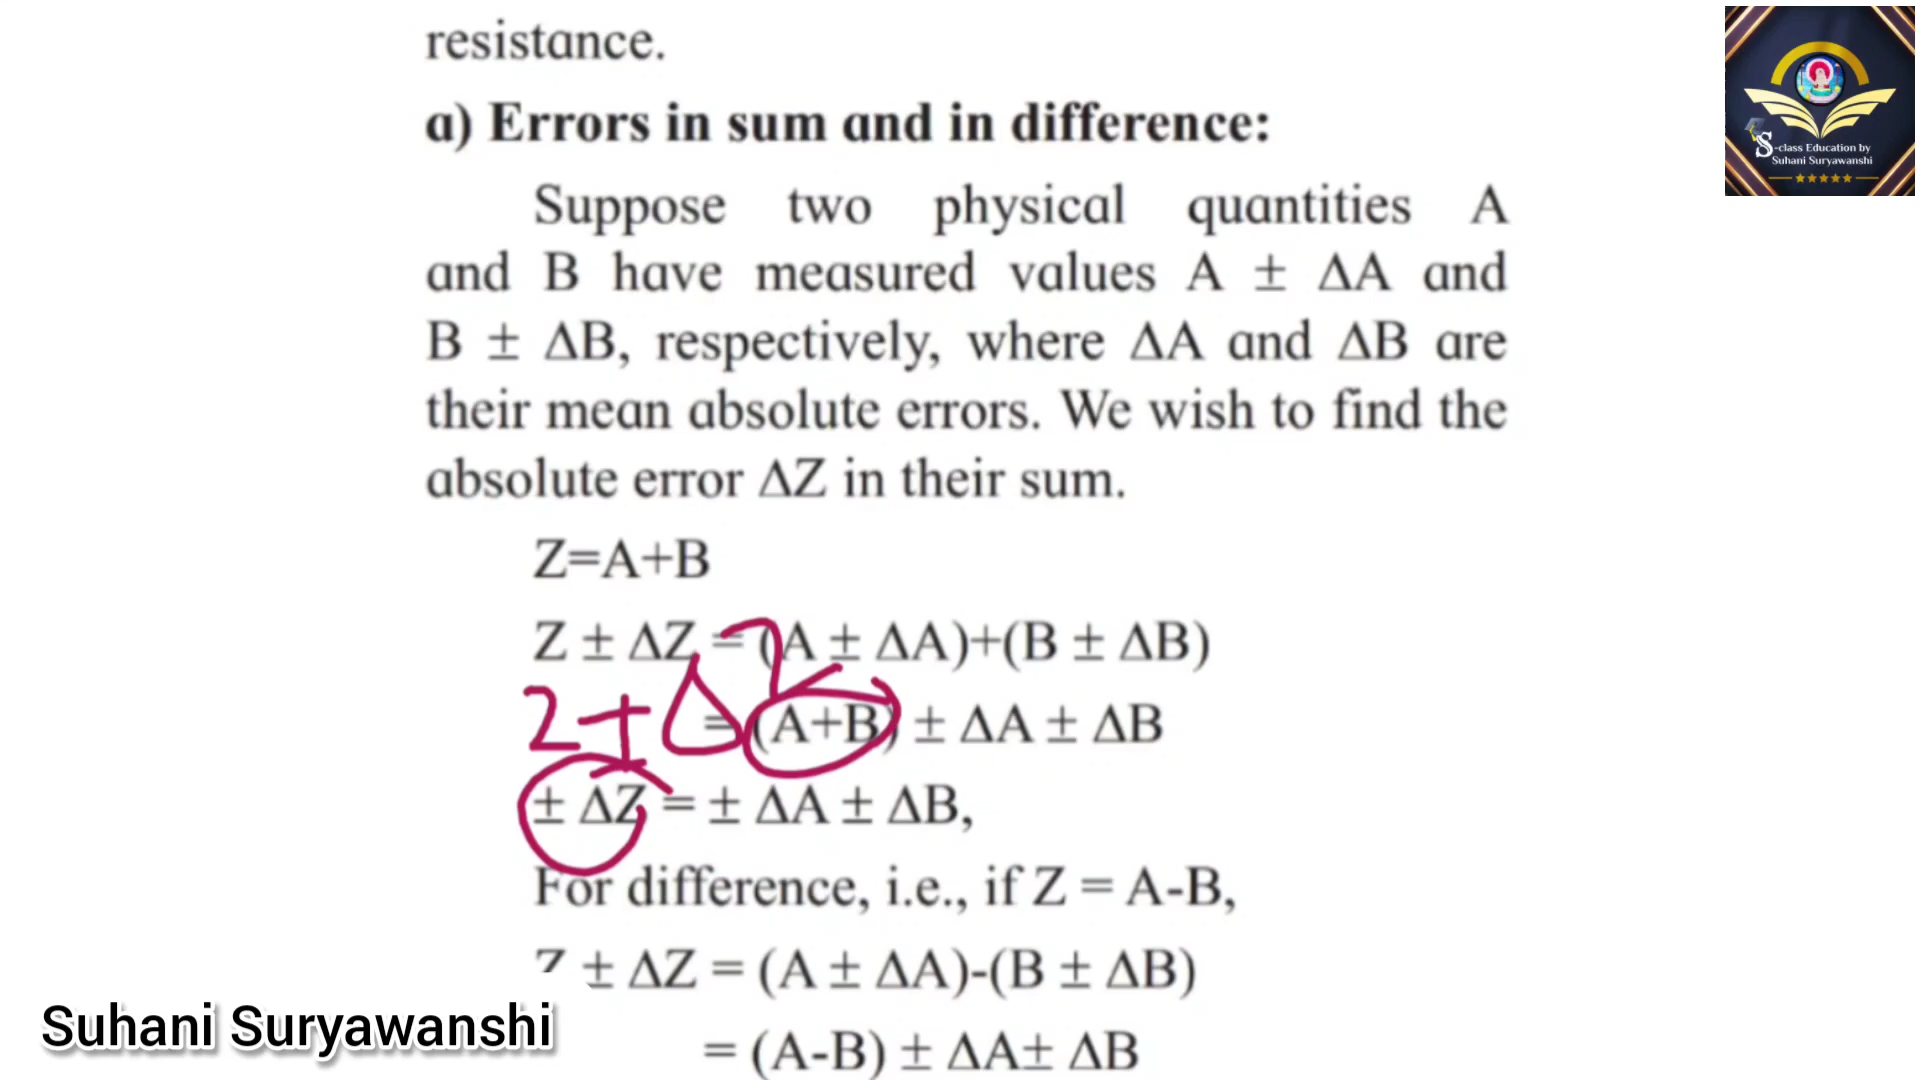 resistance.
a) Errors in sum and in difference:
Suppose two physical quantities A
and B have measured values A ± ΔA and
B ± ΔB, respectively, where ΔA and ΔB are
their mean absolute errors. We wish to find the
absolute error ΔZ in their sum.
Z=A+B
Z ± ΔZ = (A ± ΔA)+(B ± ΔB)
= (A+B) ± ΔA ± ΔB
± ΔZ = ± ΔA ± ΔB,
For difference, i.e., if Z = A-B,
Z ± ΔZ = (A ± ΔA)-(B ± ΔB)
= (A-B) ± ΔA± ΔB
Suhani Suryawanshi
S-class Education by
Suhani Suryawanshi